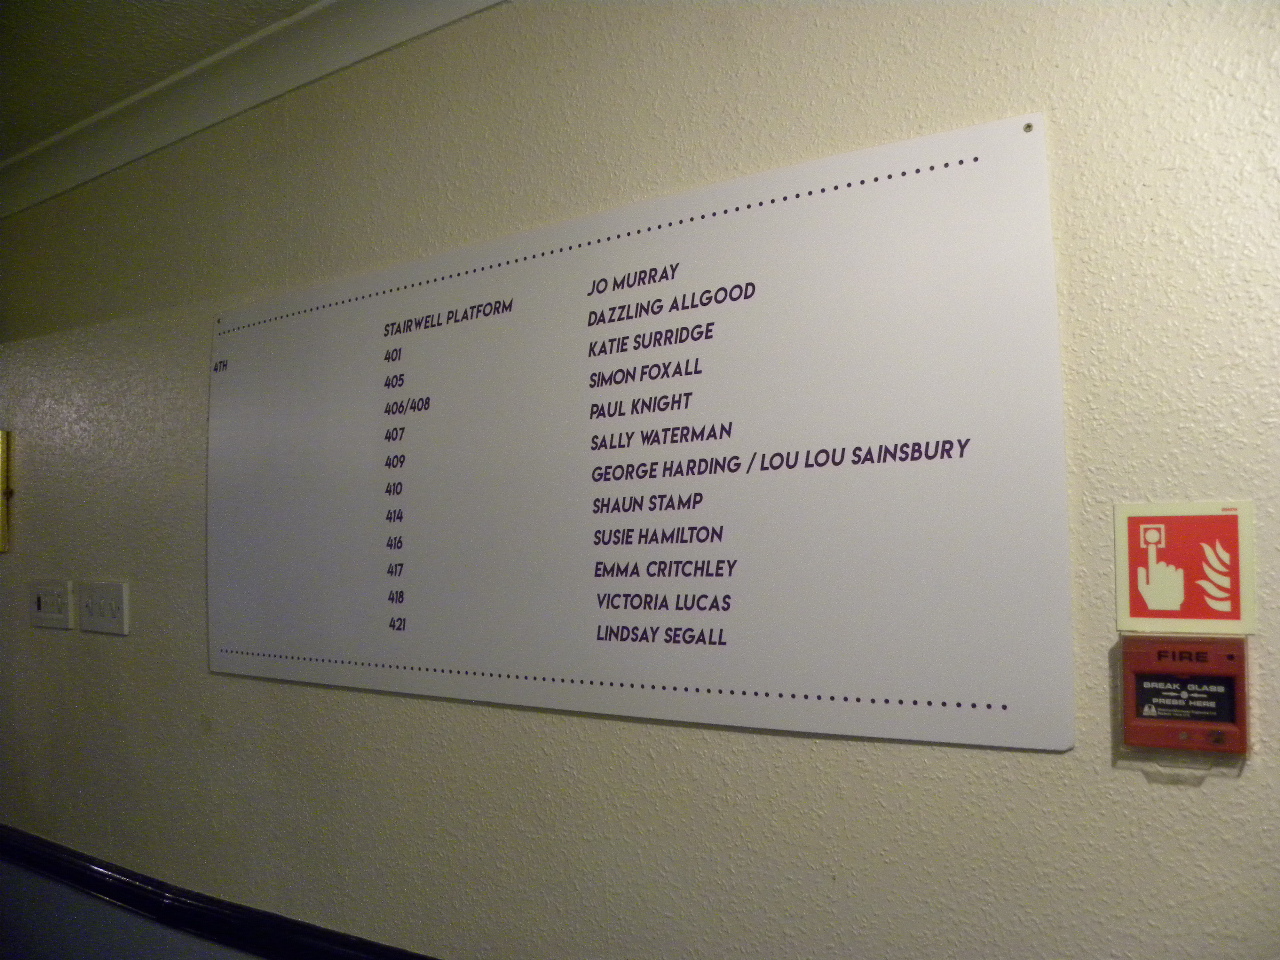 4TH
STAIRWELL PLATFORM JO MURRAY
401 DAZZLING ALLGOOD
405 KATIE SURRIDGE
406/408 SIMON FOXALL
407 PAUL KNIGHT
409 SALLY WATERMAN
410 GEORGE HARDING / LOU LOU SAINSBURY
414 SHAUN STAMP
416 SUSIE HAMILTON
417 EMMA CRITCHLEY
418 VICTORIA LUCAS
421 LINDSAY SEGALL
FIRE
BREAK GLASS
PRESS HERE